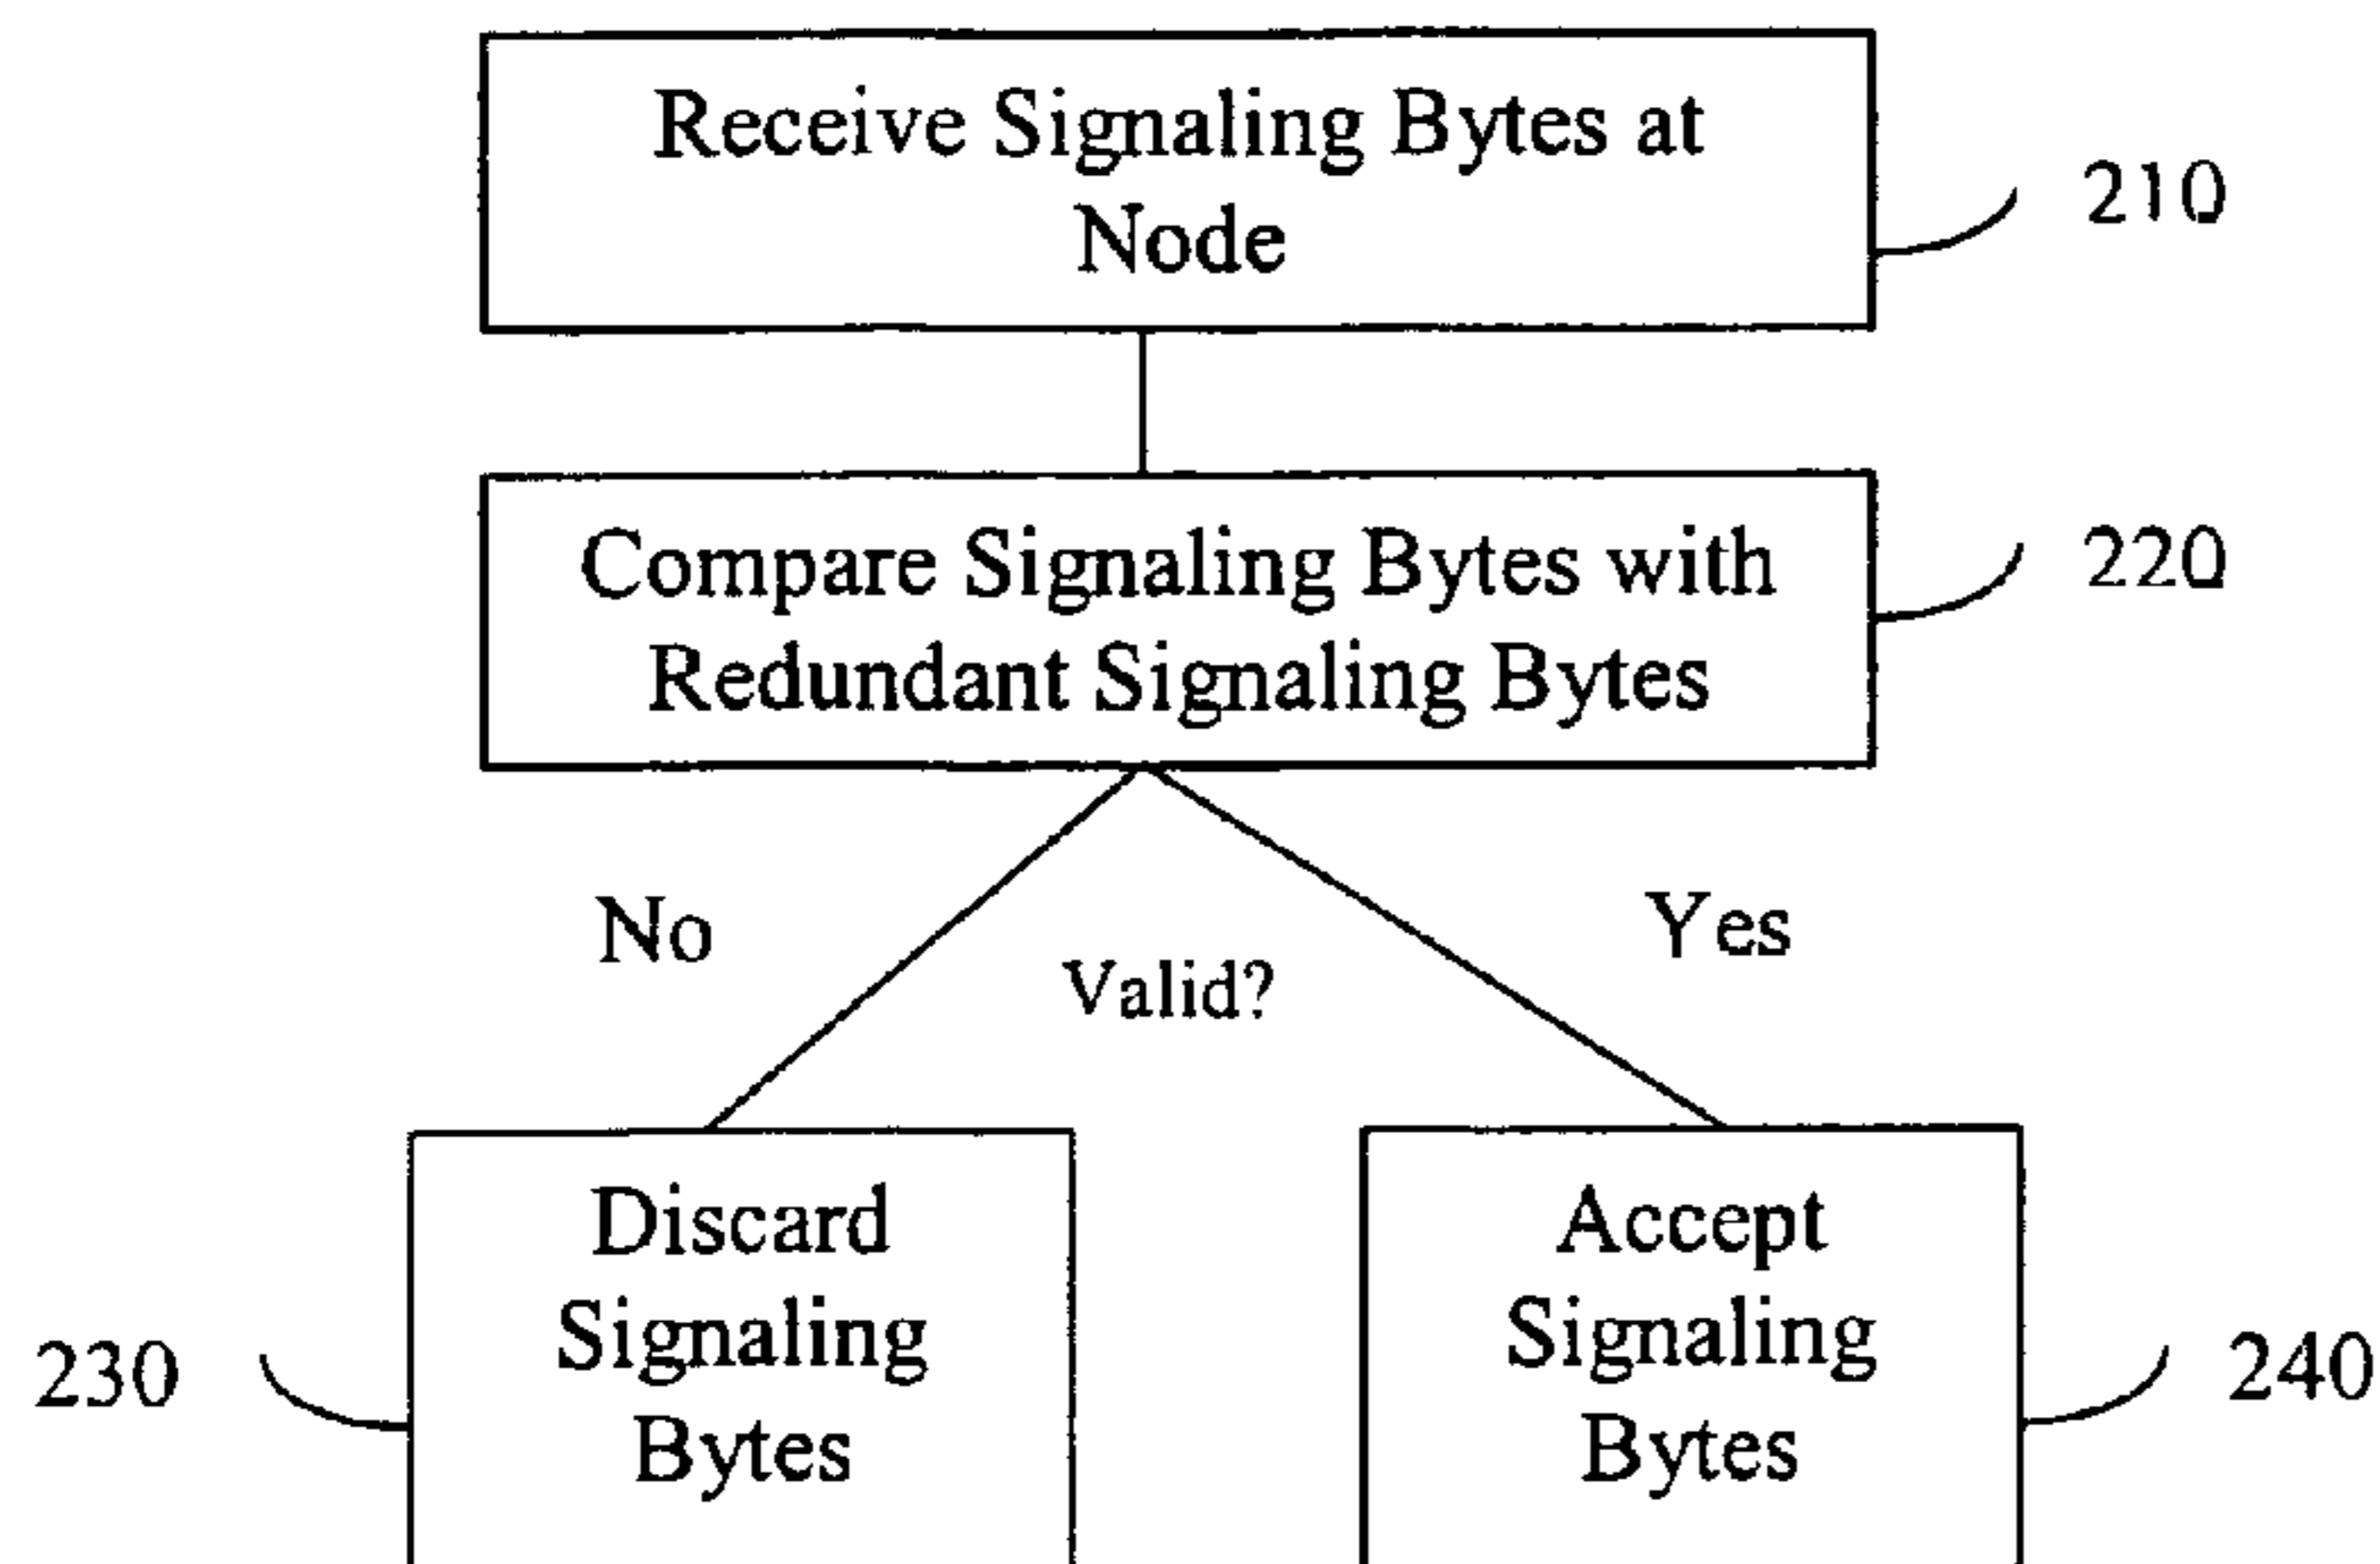 Receive Signaling Bytes at
Node
210
Compare Signaling Bytes with
Redundant Signaling Bytes
220
No
Valid?
Yes
Discard
Signaling
Bytes
230
Accept
Signaling
Bytes
240